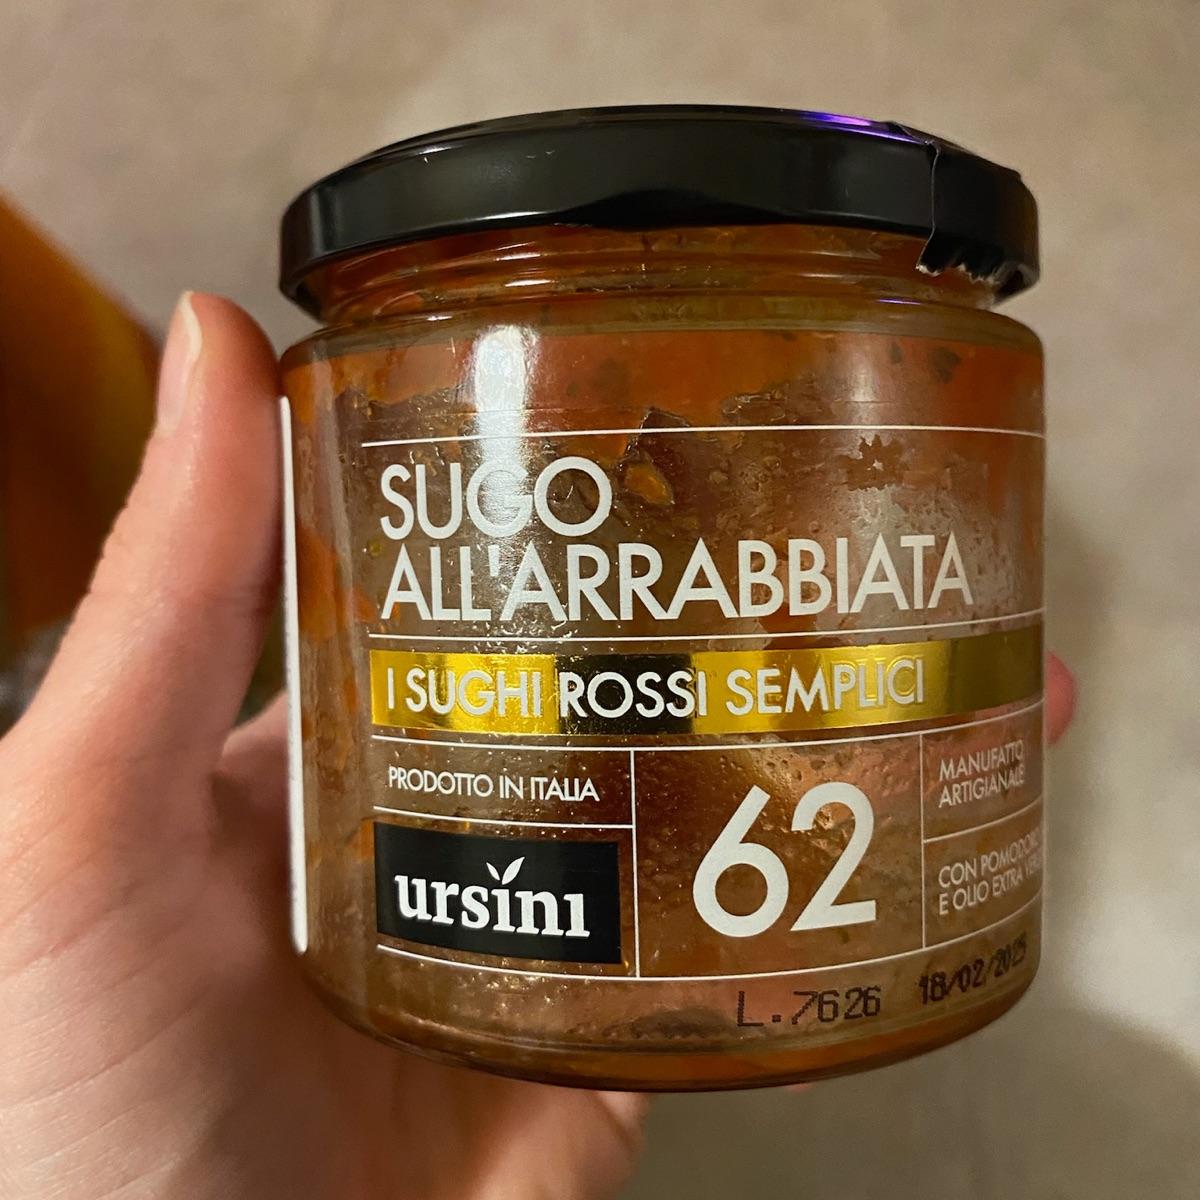 SUGO
ALL'ARRABBIATA
I SUGHI ROSSI SEMPLICI
PRODOTTO IN ITALIA
ursini
62
MANUFATTO
ARTIGIANALE
CON POMODORO
E OLIO EXTRA
L.7626 18/02/2025